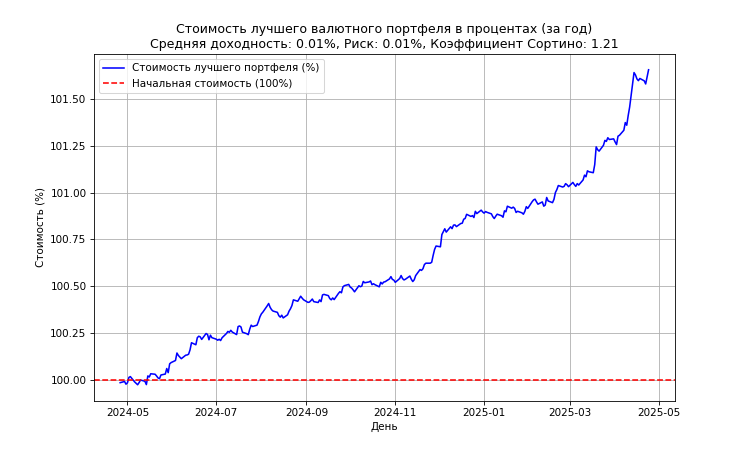 Стоимость лучшего валютного портфеля в процентах (за год)
Средняя доходность: 0.01%, Риск: 0.01%, Коэффициент Сортино: 1.21
Стоимость лучшего портфеля (%)
Начальная стоимость (100%)
Стоимость (%)
101.50
101.25
101.00
100.75
100.50
100.25
100.00
2024-05
2024-07
2024-09
2024-11
2025-01
2025-03
2025-05
День